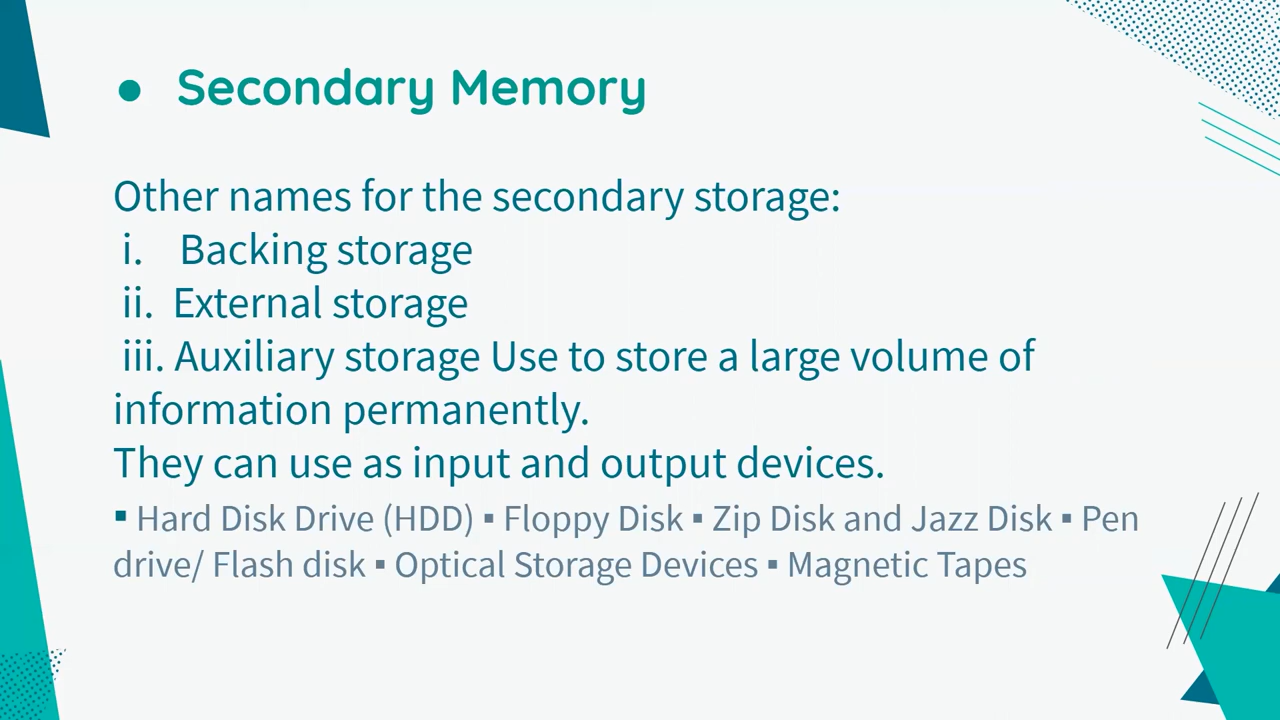 ● Secondary Memory
Other names for the secondary storage:
i. Backing storage
ii. External storage
iii. Auxiliary storage Use to store a large volume of
information permanently.
They can use as input and output devices.
▪ Hard Disk Drive (HDD) ▪ Floppy Disk ▪ Zip Disk and Jazz Disk ▪ Pen
drive/ Flash disk ▪ Optical Storage Devices ▪ Magnetic Tapes